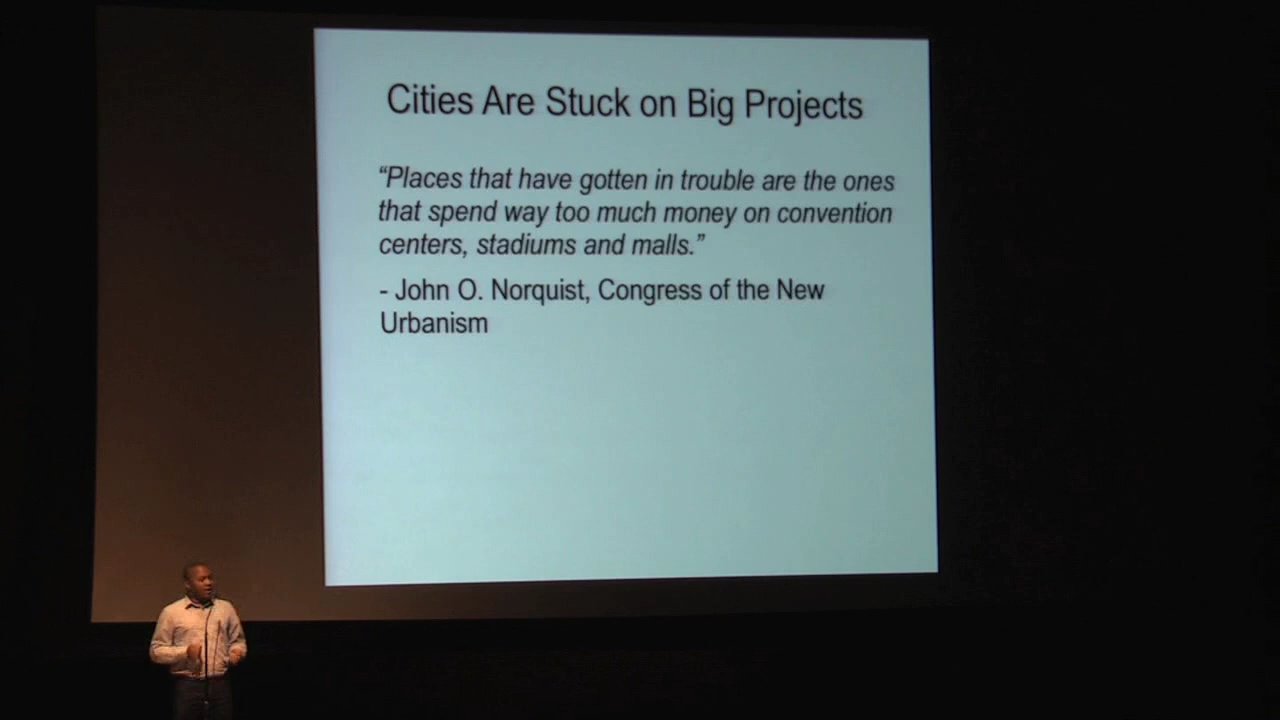 Cities Are Stuck on Big Projects
“Places that have gotten in trouble are the ones
that spend way too much money on convention
centers, stadiums and malls.”
- John O. Norquist, Congress of the New
Urbanism